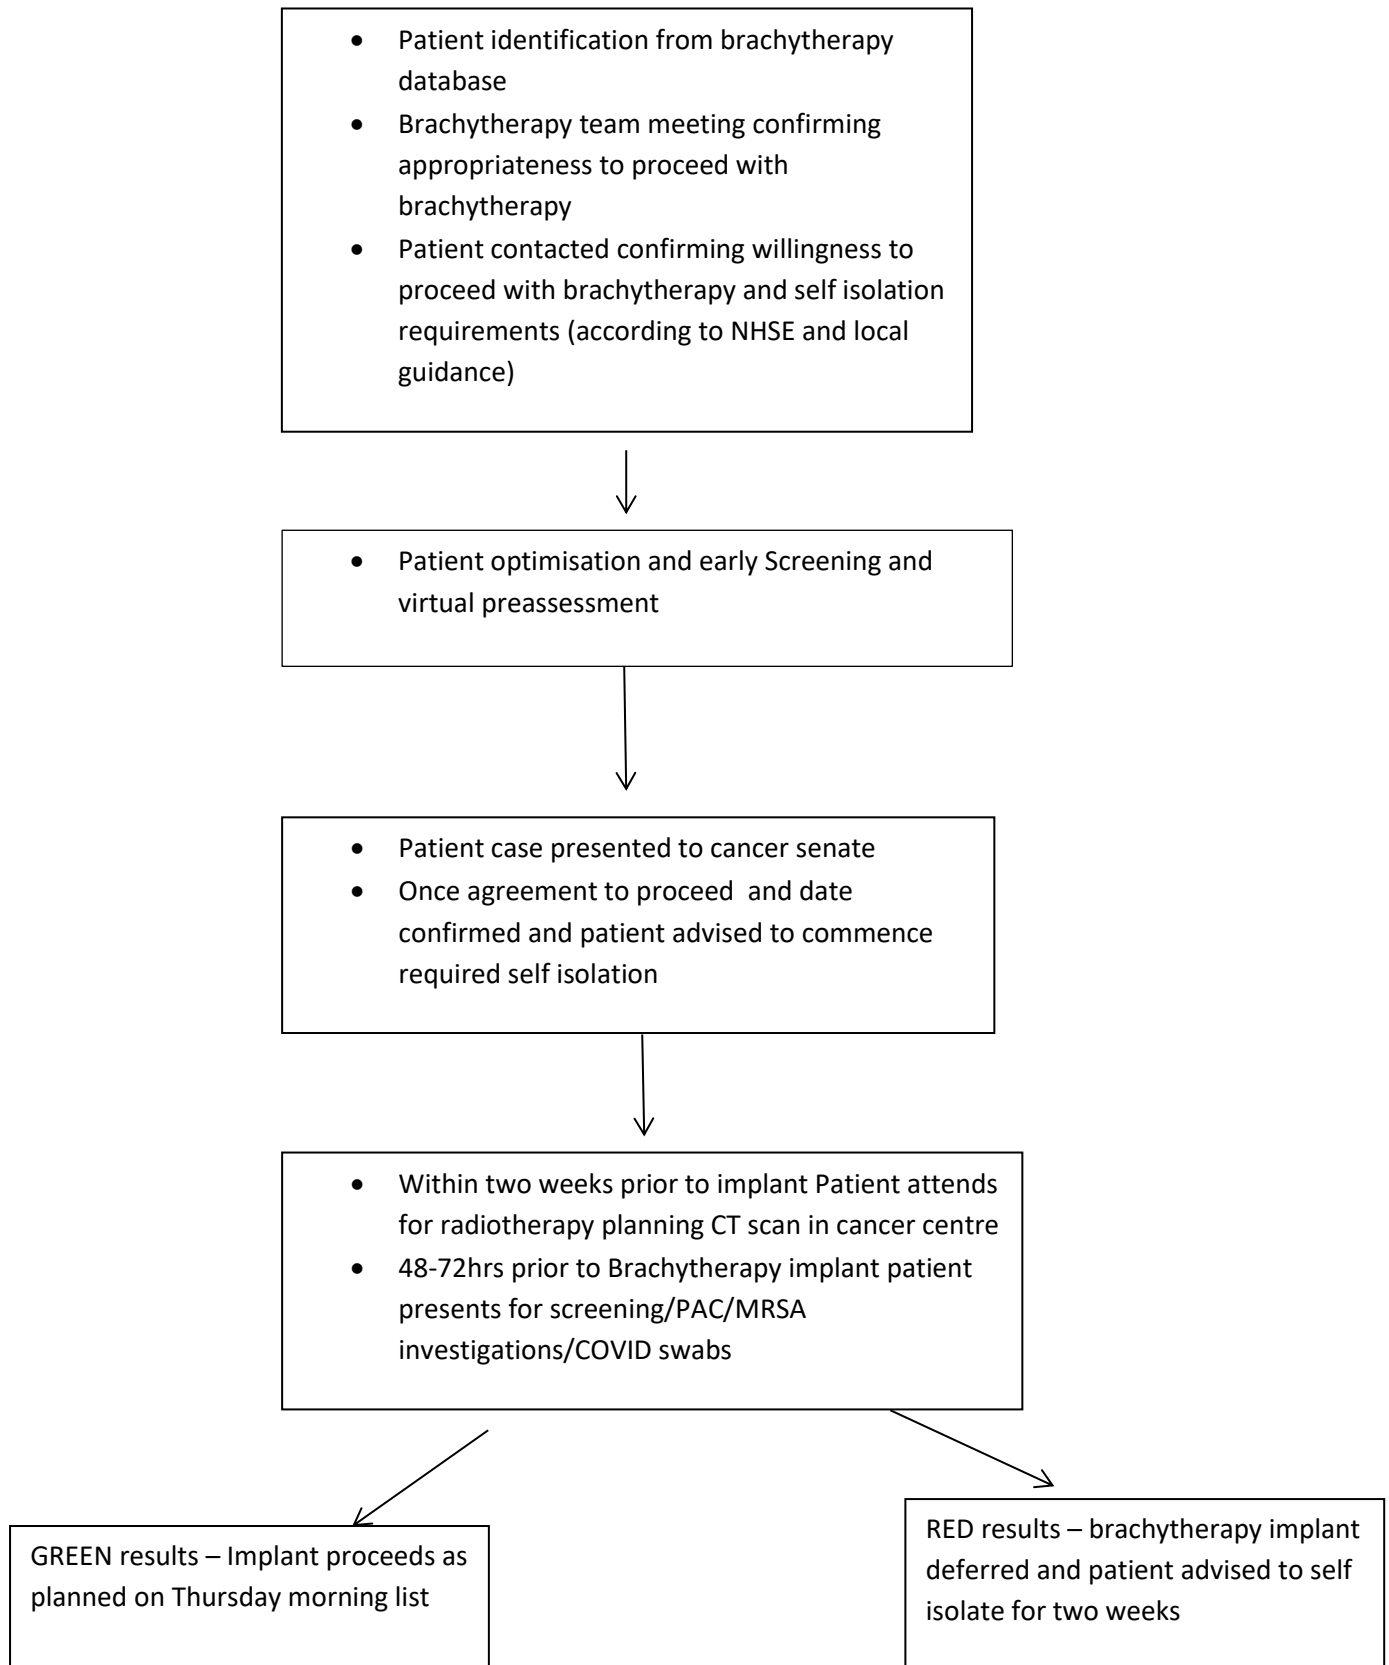 • Patient identification from brachytherapy
database
• Brachytherapy team meeting confirming
appropriateness to proceed with
brachytherapy
• Patient contacted confirming willingness to
proceed with brachytherapy and self isolation
requirements (according to NHSE and local
guidance)
• Patient optimisation and early Screening and
virtual preassessment
• Patient case presented to cancer senate
• Once agreement to proceed  and date
confirmed and patient advised to commence
required self isolation
• Within two weeks prior to implant Patient attends
for radiotherapy planning CT scan in cancer centre
• 48-72hrs prior to Brachytherapy implant patient
presents for screening/PAC/MRSA
investigations/COVID swabs
GREEN results – Implant proceeds as
planned on Thursday morning list
RED results – brachytherapy implant
deferred and patient advised to self
isolate for two weeks